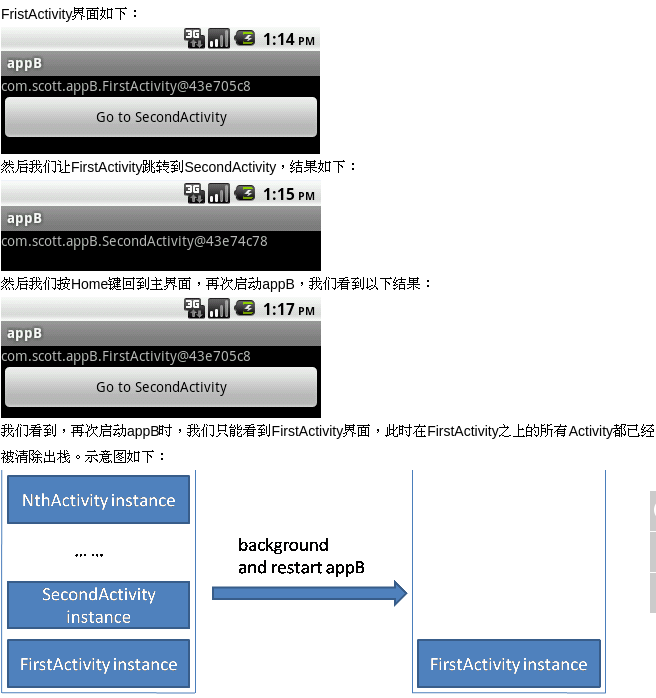 FristActivity界面如下：
3G 1:14 PM
appB
com.scott.appB.FirstActivity@43e705c8
Go to SecondActivity
然后我们让FirstActivity跳转到SecondActivity，结果如下：
3G 1:15 PM
appB
com.scott.appB.SecondActivity@43e74c78
然后我们按Home键回到主界面，再次启动appB，我们看到以下结果：
3G 1:17 PM
appB
com.scott.appB.FirstActivity@43e705c8
Go to SecondActivity
我们看到，再次启动appB时，我们只能看到FirstActivity界面，此时在FirstActivity之上的所有Activity都已经
被清除出栈。示意图如下：
NthActivity instance
... ...
SecondActivity
instance
FirstActivity instance
background
and restart appB
FirstActivity instance